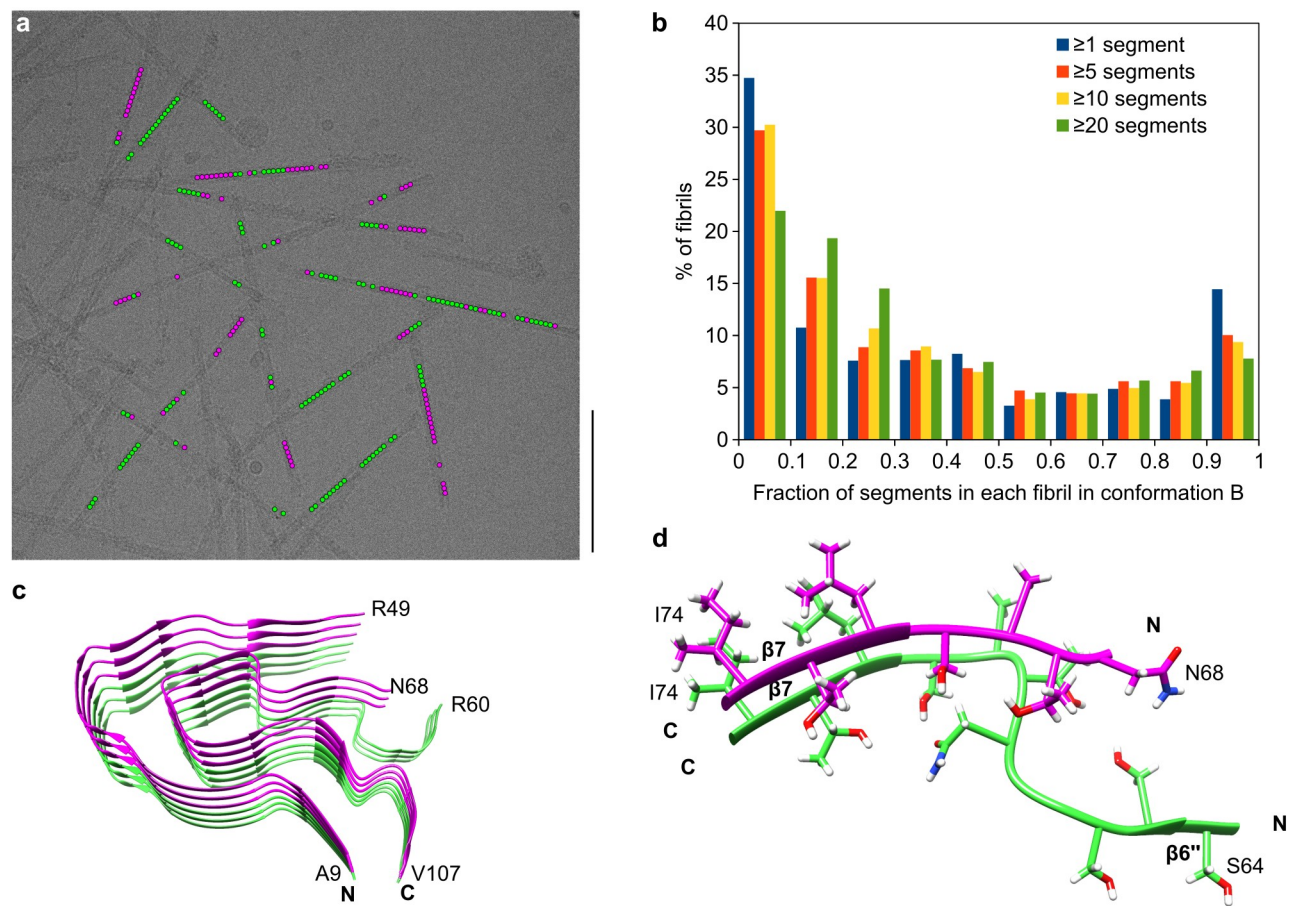 a
b
40
35
30
25
20
15
10
5
0
% of fibrils
≥1 segment
≥5 segments
≥10 segments
≥20 segments
0 0.1 0.2 0.3 0.4 0.5 0.6 0.7 0.8 0.9 1
Fraction of segments in each fibril in conformation B
c
R49
N68
R60
A9
V107
N C
d
I74
β7
N
I74
β7
N68
C
C
N
β6"
S64